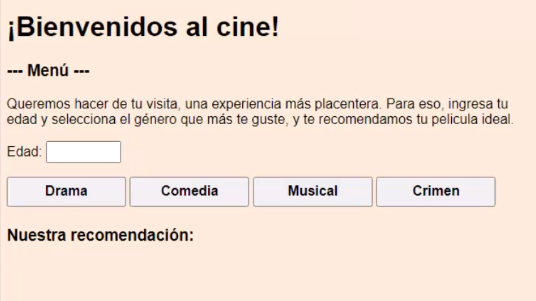 ¡Bienvenidos al cine!
--- Menú ---
Queremos hacer de tu visita, una experiencia más placentera. Para eso, ingresa tu
edad y selecciona el género que más te guste, y te recomendamos tu pelicula ideal.
Edad:
Drama Comedia Musical Crimen
Nuestra recomendación: